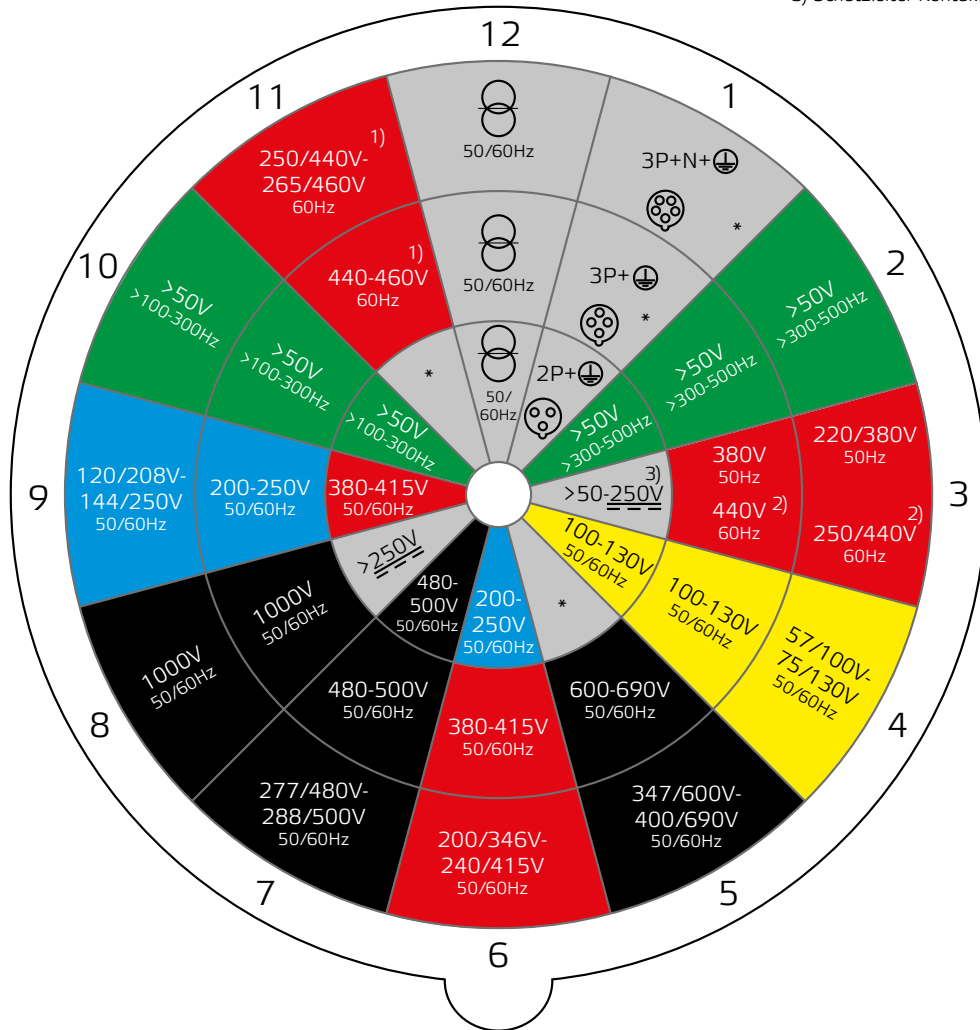 12
50/60Hz
50/60Hz
50/
60Hz
1
3P+N+
*
3P+
*
2P+
2
>50V
>300-500Hz
>50V
>300-500Hz
>50V
>300-500Hz
3
220/380V
50Hz
250/440V 2)
60Hz
380V
50Hz
440V 2)
60Hz
>50-250V 3)
4
57/100V-
75/130V
50/60Hz
100-130V
50/60Hz
100-130V
50/60Hz
5
347/600V-
400/690V
50/60Hz
600-690V
50/60Hz
*
6
200/346V-
240/415V
50/60Hz
380-415V
50/60Hz
200-
250V
50/60Hz
7
277/480V-
288/500V
50/60Hz
480-500V
50/60Hz
480-
500V
50/60Hz
8
1000V
50/60Hz
1000V
50/60Hz
>250V
9
120/208V-
144/250V
50/60Hz
200-250V
50/60Hz
380-415V
50/60Hz
10
>50V
>100-300Hz
>50V
>100-300Hz
>50V
>100-300Hz
11
250/440V- 1)
265/460V
60Hz
440-460V 1)
60Hz
*